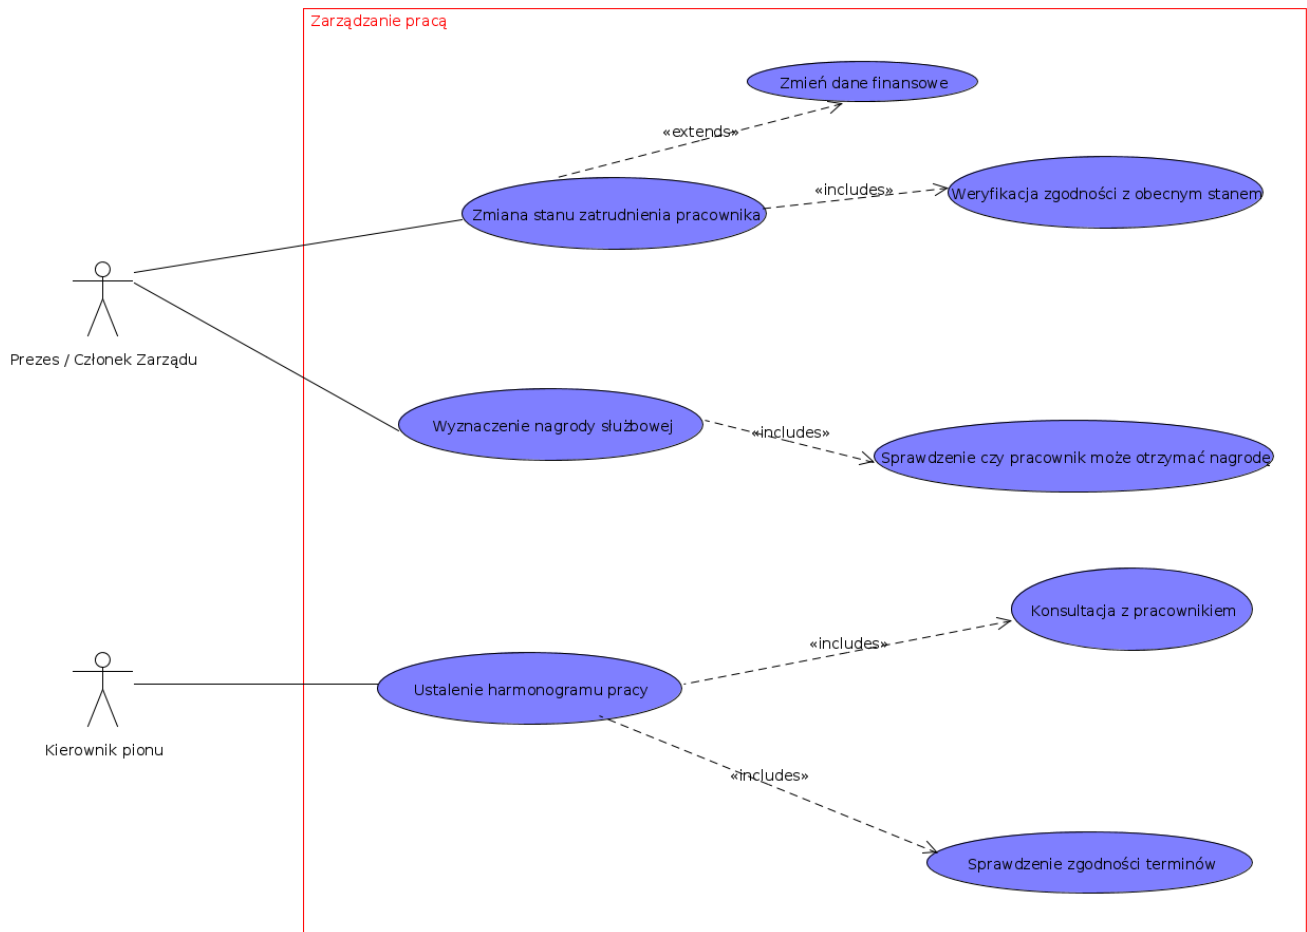 Zarządzanie pracą
Zmień dane finansowe
«extends»
«includes»
Weryfikacja zgodności z obecnym stanem
Zmiana stanu zatrudnienia pracownika
Prezes / Członek Zarządu
Wyznaczenie nagrody służbowej
«includes»
Sprawdzenie czy pracownik może otrzymać nagrodę
Konsultacja z pracownikiem
«includes»
Ustalenie harmonogramu pracy
Kierownik pionu
«includes»
Sprawdzenie zgodności terminów